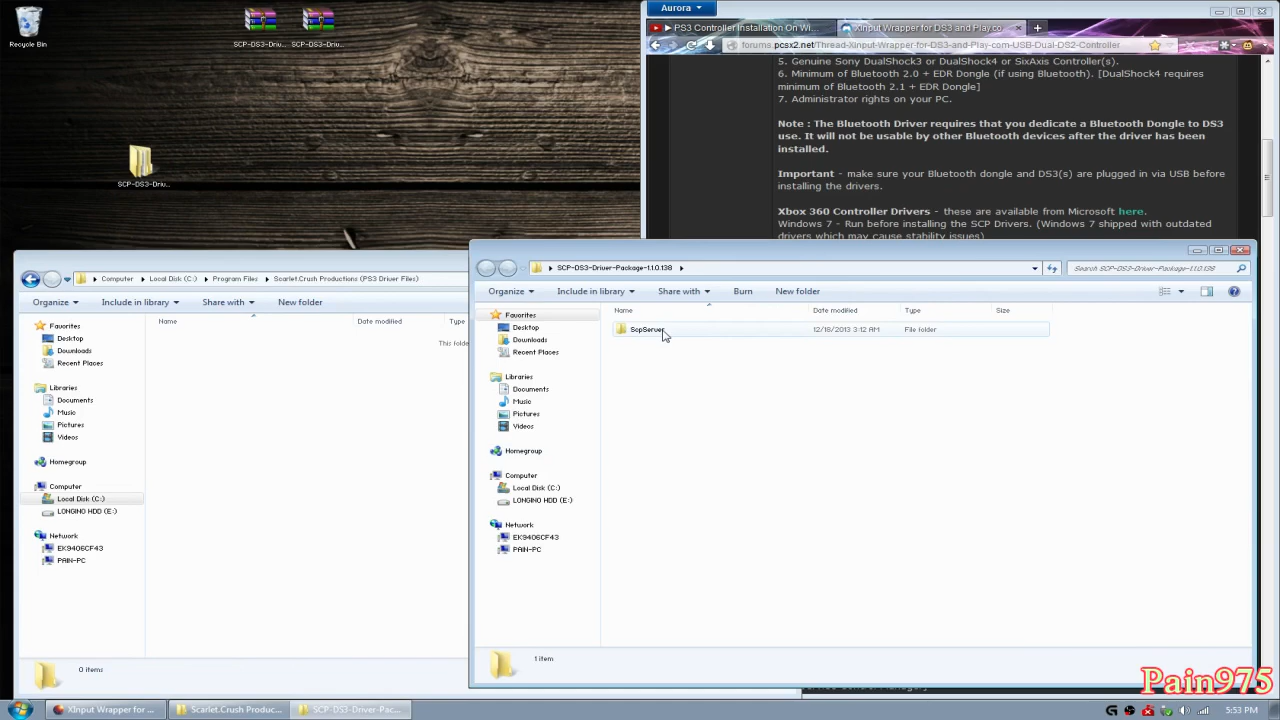 Recycle Bin
SCP-DS3-Driv...
SCP-DS3-Driv...
SCP-DS3-Driv...
Aurora
PS3 Controller Installation On Wi
XInput Wrapper for DS3 and Play.com
forums.pcsx2.net/Thread-XInput-Wrapper-for-DS3-and-Play-com-USB-Dual-DS2-Controller
5. Genuine Sony DualShock3 or DualShock4 or SixAxis Controller(s).
6. Minimum of Bluetooth 2.0 + EDR Dongle (if using Bluetooth). [DualShock4 requires
minimum of Bluetooth 2.1 + EDR Dongle]
7. Administrator rights on your PC.
Note : The Bluetooth Driver requires that you dedicate a Bluetooth Dongle to DS3
use. It will not be usable by other Bluetooth devices after the driver has been
installed.
Important - make sure your Bluetooth dongle and DS3(s) are plugged in via USB before
installing the drivers.
Xbox 360 Controller Drivers - these are available from Microsoft here.
Windows 7 - Run before installing the SCP Drivers. (Windows 7 shipped with outdated
drivers which may cause stability issues)
Computer Local Disk (C:) Program Files Scarlet.Crush Productions (PS3 Driver Files)
Organize Include in library Share with New folder
Name Date modified Type
This folde
Favorites
Desktop
Downloads
Recent Places
Libraries
Documents
Music
Pictures
Videos
Homegroup
Computer
Local Disk (C:)
LONGINO HDD (E:)
Network
EK9406CF43
PAIN-PC
0 items
SCP-DS3-Driver-Package-1.1.0.138
Search SCP-DS3-Driver-Package-1.1.0.138
Organize Include in library Share with Burn New folder
Name Date modified Type Size
ScpServer 12/18/2013 3:12 AM File folder
Favorites
Desktop
Downloads
Recent Places
Libraries
Documents
Music
Pictures
Videos
Homegroup
Computer
Local Disk (C:)
LONGINO HDD (E:)
Network
EK9406CF43
PAIN-PC
1 item
Pain975
XInput Wrapper for ...
Scarlet.Crush Produc...
SCP-DS3-Driver-Pac...
5:53 PM